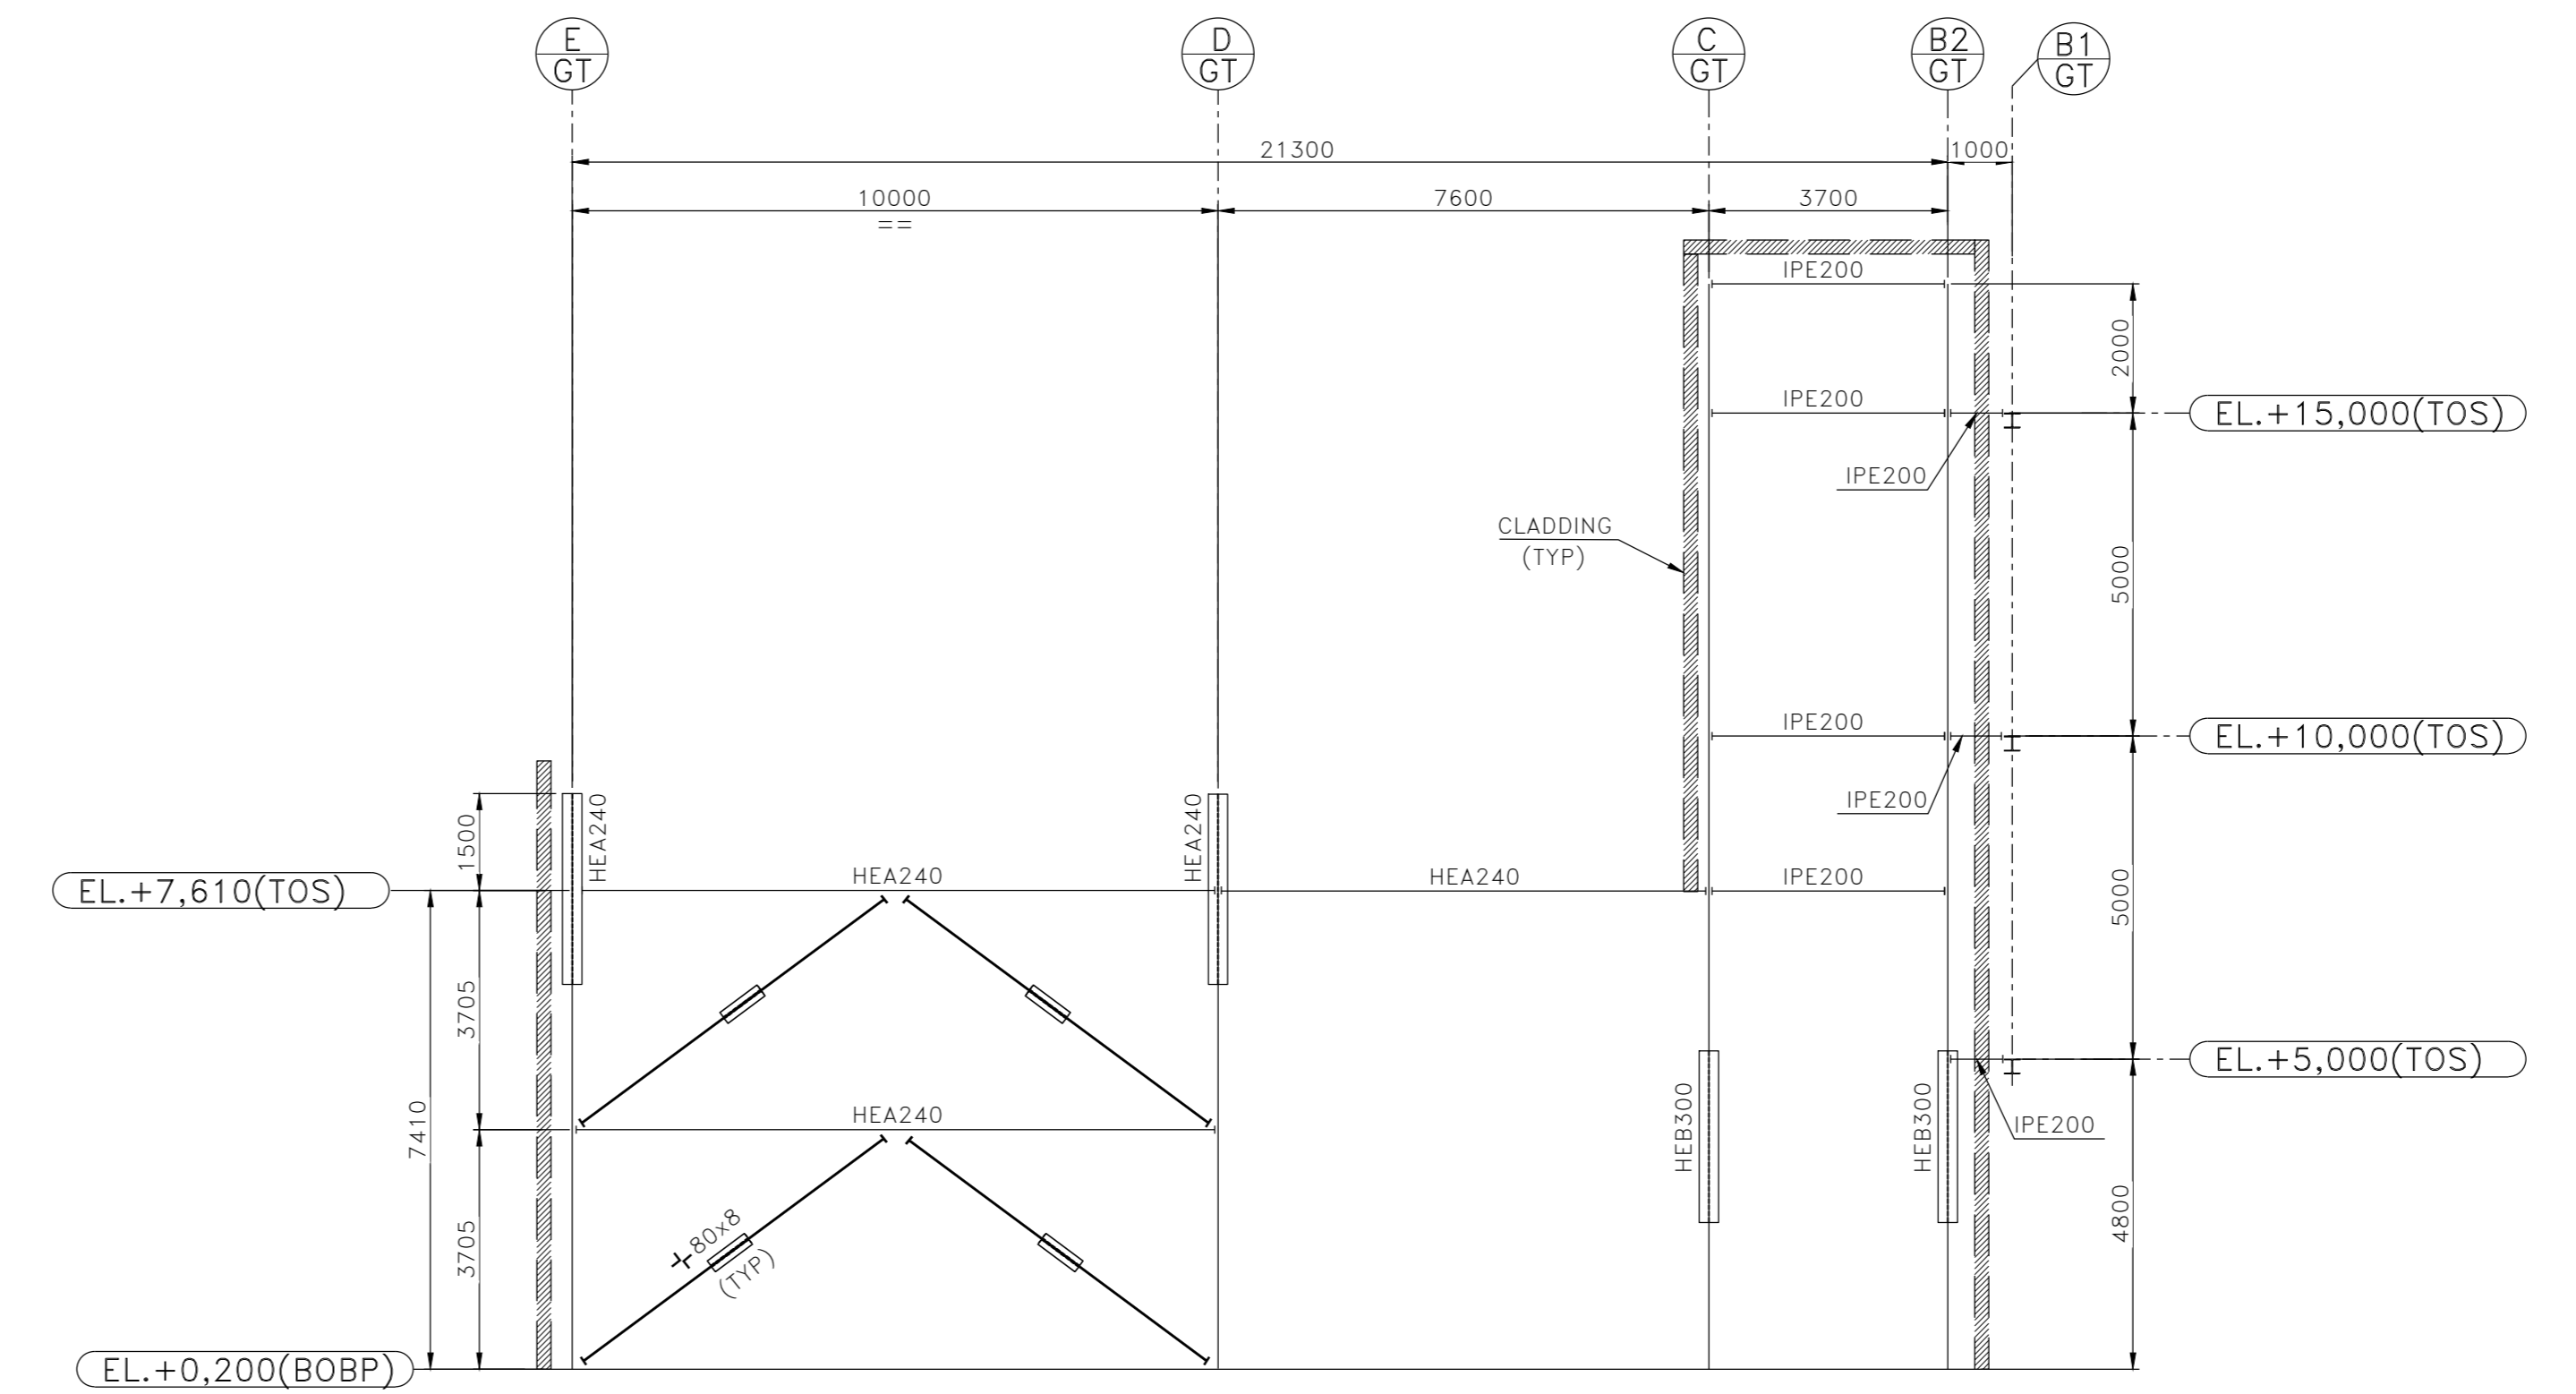 E
GT
D
GT
C
GT
B2
GT
B1
GT
21300
1000
10000
==
7600
3700
IPE200
2000
IPE200
EL.+15,000(TOS)
IPE200
CLADDING
(TYP)
5000
IPE200
EL.+10,000(TOS)
IPE200
1500
HEA240
HEA240
EL.+7,610(TOS)
HEA240
HEA240
IPE200
5000
3705
EL.+5,000(TOS)
HEA240
7410
HEB300
HEB300
IPE200
3705
80x8
(TYP)
4800
EL.+0,200(BOBP)